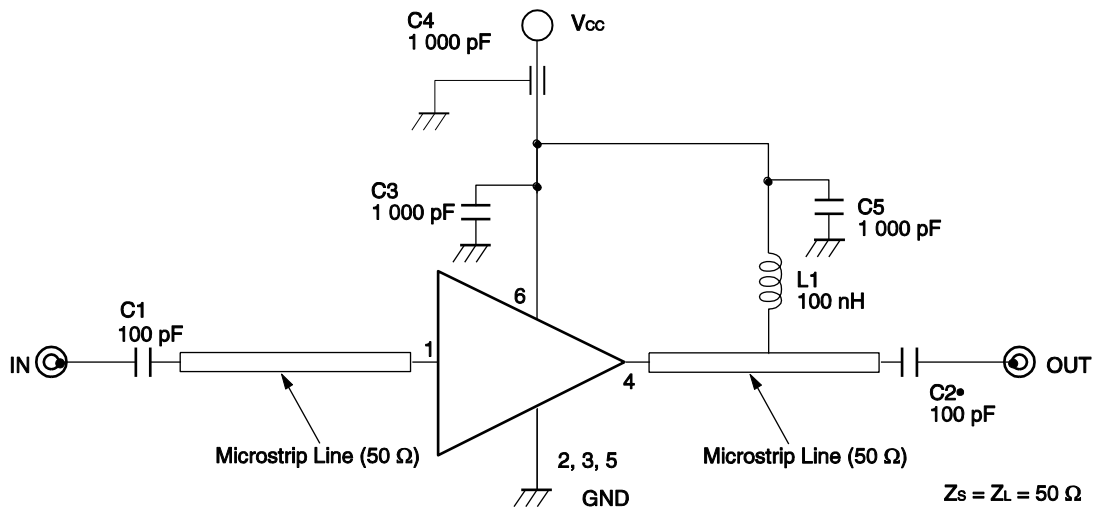 C4
1 000 pF
Vcc
C3
1 000 pF
C5
1 000 pF
L1
100 nH
C1
100 pF
IN
1
6
4
OUT
C2•
100 pF
Microstrip Line (50 Ω)
2, 3, 5
GND
Microstrip Line (50 Ω)
Zs = ZL = 50 Ω